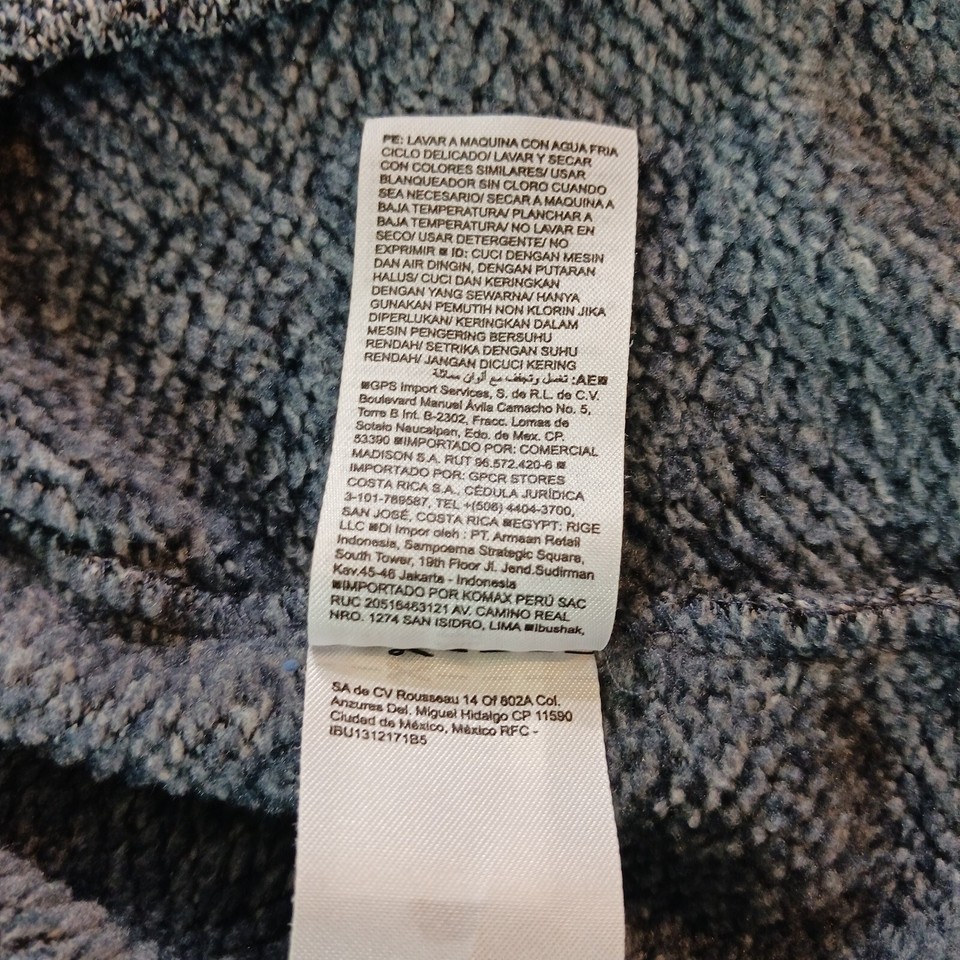 PE: LAVAR A MAQUINA CON AGUA FRIA
CICLO DELICADO/ LAVAR Y SECAR
CON COLORES SIMILARES/ USAR
BLANQUEADOR SIN CLORO CUANDO
SEA NECESARIO/ SECAR A MAQUINA A
BAJA TEMPERATURA/ PLANCHAR A
BAJA TEMPERATURA/ NO LAVAR EN
SECO/ USAR DETERGENTE/ NO
EXPRIMIR ■ ID: CUCI DENGAN MESIN
DAN AIR DINGIN, DENGAN PUTARAN
HALUS/ CUCI DAN KERINGKAN
DENGAN YANG SEWARNA/ HANYA
GUNAKAN PEMUTIH NON KLORIN JIKA
DIPERLUKAN/ KERINGKAN DALAM
MESIN PENGERING BERSUHU
RENDAH/ SETRIKA DENGAN SUHU
RENDAH/ JANGAN DICUCI KERING
■AE: تغسل وتجفف مع ألوان مماثلة
■GPS Import Services, S. de R.L. de C.V.
Boulevard Manuel Ávila Camacho No. 5,
Torre B Int. B-2302, Fracc. Lomas de
Sotelo Naucalpan, Edo. de Mex. CP.
53390 ■IMPORTADO POR: COMERCIAL
MADISON S.A. RUT 96.572.420-6 ■
IMPORTADO POR: GPCR STORES
COSTA RICA S.A., CÉDULA JURÍDICA
3-101-789587, TEL +(506) 4404-3700,
SAN JOSÉ, COSTA RICA ■EGYPT: RIGE
LLC ■Di Impor oleh : PT. Armaan Retail
Indonesia, Sampoerna Strategic Square,
South Tower, 19th Floor Jl. Jend.Sudirman
Kav.45-46 Jakarta - Indonesia
■IMPORTADO POR KOMAX PERÚ SAC
RUC 20516463121 AV. CAMINO REAL
NRO. 1274 SAN ISIDRO, LIMA ■Ibushak,
SA de CV Rousseau 14 Of 802A Col.
Anzures Del. Miguel Hidalgo CP 11590
Ciudad de México, México RFC -
IBU1312171B5